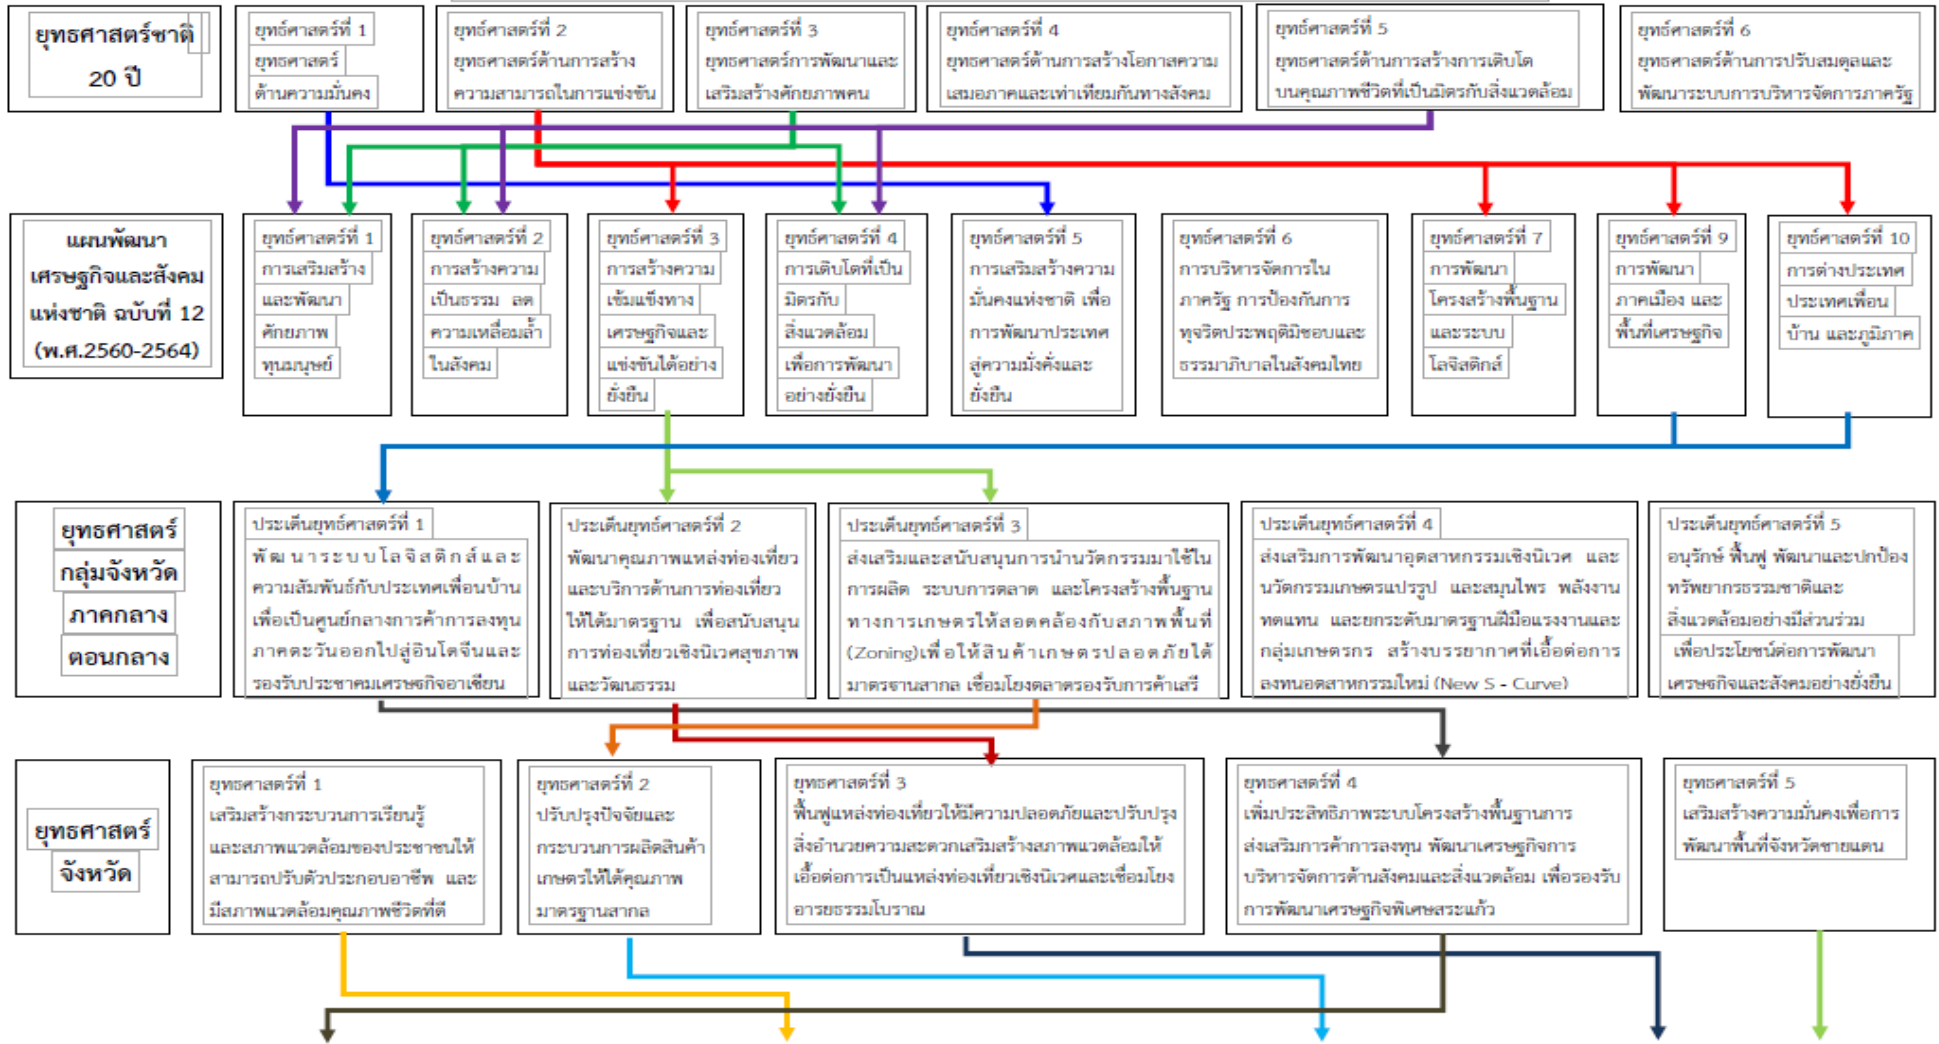 ยุทธศาสตร์ชาติ
20 ปี
ยุทธ์ศาสตร์ที่ 1
ยุทธศาสตร์
ด้านความมั่นคง
ยุทธ์ศาสตร์ที่ 2
ยุทธศาสตร์ด้านการสร้าง
ความสามารถในการแข่งขัน
ยุทธ์ศาสตร์ที่ 3
ยุทธศาสตร์การพัฒนาและ
เสริมสร้างศักยภาพคน
ยุทธ์ศาสตร์ที่ 4
ยุทธศาสตร์ด้านการสร้างโอกาสความ
เสมอภาคและเท่าเทียมกันทางสังคม
ยุทธ์ศาสตร์ที่ 5
ยุทธศาสตร์ด้านการสร้างการเติบโต
บนคุณภาพชีวิตที่เป็นมิตรกับสิ่งแวดล้อม
ยุทธ์ศาสตร์ที่ 6
ยุทธศาสตร์ด้านการปรับสมดุลและ
พัฒนาระบบการบริหารจัดการภาครัฐ
แผนพัฒนา
เศรษฐกิจและสังคม
แห่งชาติ ฉบับที่ 12
(พ.ศ.2560-2564)
ยุทธ์ศาสตร์ที่ 1
การเสริมสร้าง
และพัฒนา
ศักยภาพ
ทุนมนุษย์
ยุทธ์ศาสตร์ที่ 2
การสร้างความ
เป็นธรรม ลด
ความเหลื่อมล้ำ
ในสังคม
ยุทธ์ศาสตร์ที่ 3
การสร้างความ
เข้มแข็งทาง
เศรษฐกิจและ
แข่งขันได้อย่าง
ยั่งยืน
ยุทธ์ศาสตร์ที่ 4
การเติบโตที่เป็น
มิตรกับ
สิ่งแวดล้อม
เพื่อการพัฒนา
อย่างยั่งยืน
ยุทธ์ศาสตร์ที่ 5
การเสริมสร้างความ
มั่นคงแห่งชาติ เพื่อ
การพัฒนาประเทศ
สู่ความมั่งคั่งและ
ยั่งยืน
ยุทธ์ศาสตร์ที่ 6
การบริหารจัดการใน
ภาครัฐ การป้องกันการ
ทุจริตประพฤติมิชอบและ
ธรรมาภิบาลในสังคมไทย
ยุทธ์ศาสตร์ที่ 7
การพัฒนา
โครงสร้างพื้นฐาน
และระบบ
โลจิสติกส์
ยุทธ์ศาสตร์ที่ 9
การพัฒนา
ภาคเมือง และ
พื้นที่เศรษฐกิจ
ยุทธ์ศาสตร์ที่ 10
การต่างประเทศ
ประเทศเพื่อน
บ้าน และภูมิภาค
ยุทธศาสตร์
กลุ่มจังหวัด
ภาคกลาง
ตอนกลาง
ประเด็นยุทธ์ศาสตร์ที่ 1
พัฒนาระบบโลจิสติกส์และ
ความสัมพันธ์กับประเทศเพื่อนบ้าน
เพื่อเป็นศูนย์กลางการค้าการลงทุน
ภาคตะวันออกไปสู่อินโดจีนและ
รองรับประชาคมเศรษฐกิจอาเซียน
ประเด็นยุทธ์ศาสตร์ที่ 2
พัฒนาคุณภาพแหล่งท่องเที่ยว
และบริการด้านการท่องเที่ยว
ให้ได้มาตรฐาน เพื่อสนับสนุน
การท่องเที่ยวเชิงนิเวศสุขภาพ
และวัฒนธรรม
ประเด็นยุทธ์ศาสตร์ที่ 3
ส่งเสริมและสนับสนุนการนำนวัตกรรมมาใช้ใน
การผลิต ระบบการตลาด และโครงสร้างพื้นฐาน
ทางการเกษตรให้สอดคล้องกับสภาพพื้นที่
(Zoning)เพื่อให้สินค้าเกษตรปลอดภัยได้
มาตรฐานสากล เชื่อมโยงตลาดรองรับการค้าเสรี
ประเด็นยุทธ์ศาสตร์ที่ 4
ส่งเสริมการพัฒนาอุตสาหกรรมเชิงนิเวศ และ
นวัตกรรมเกษตรแปรรูป และสมุนไพร พลังงาน
ทดแทน และยกระดับมาตรฐานฝีมือแรงงานและ
กลุ่มเกษตรกร สร้างบรรยากาศที่เอื้อต่อการ
ลงทุนอุตสาหกรรมใหม่ (New S - Curve)
ประเด็นยุทธ์ศาสตร์ที่ 5
อนุรักษ์ ฟื้นฟู พัฒนาและปกป้อง
ทรัพยากรธรรมชาติและ
สิ่งแวดล้อมอย่างมีส่วนร่วม
เพื่อประโยชน์ต่อการพัฒนา
เศรษฐกิจและสังคมอย่างยั่งยืน
ยุทธศาสตร์
จังหวัด
ยุทธศาสตร์ที่ 1
เสริมสร้างกระบวนการเรียนรู้
และสภาพแวดล้อมของประชาชนให้
สามารถปรับตัวประกอบอาชีพ และ
มีสภาพแวดล้อมคุณภาพชีวิตที่ดี
ยุทธศาสตร์ที่ 2
ปรับปรุงปัจจัยและ
กระบวนการผลิตสินค้า
เกษตรให้ได้คุณภาพ
มาตรฐานสากล
ยุทธศาสตร์ที่ 3
ฟื้นฟูแหล่งท่องเที่ยวให้มีความปลอดภัยและปรับปรุง
สิ่งอำนวยความสะดวกเสริมสร้างสภาพแวดล้อมให้
เอื้อต่อการเป็นแหล่งท่องเที่ยวเชิงนิเวศและเชื่อมโยง
อารยธรรมโบราณ
ยุทธศาสตร์ที่ 4
เพิ่มประสิทธิภาพระบบโครงสร้างพื้นฐานการ
ส่งเสริมการค้าการลงทุน พัฒนาเศรษฐกิจการ
บริหารจัดการด้านสังคมและสิ่งแวดล้อม เพื่อรองรับ
การพัฒนาเศรษฐกิจพิเศษสระแก้ว
ยุทธศาสตร์ที่ 5
เสริมสร้างความมั่นคงเพื่อการ
พัฒนาพื้นที่จังหวัดชายแดน